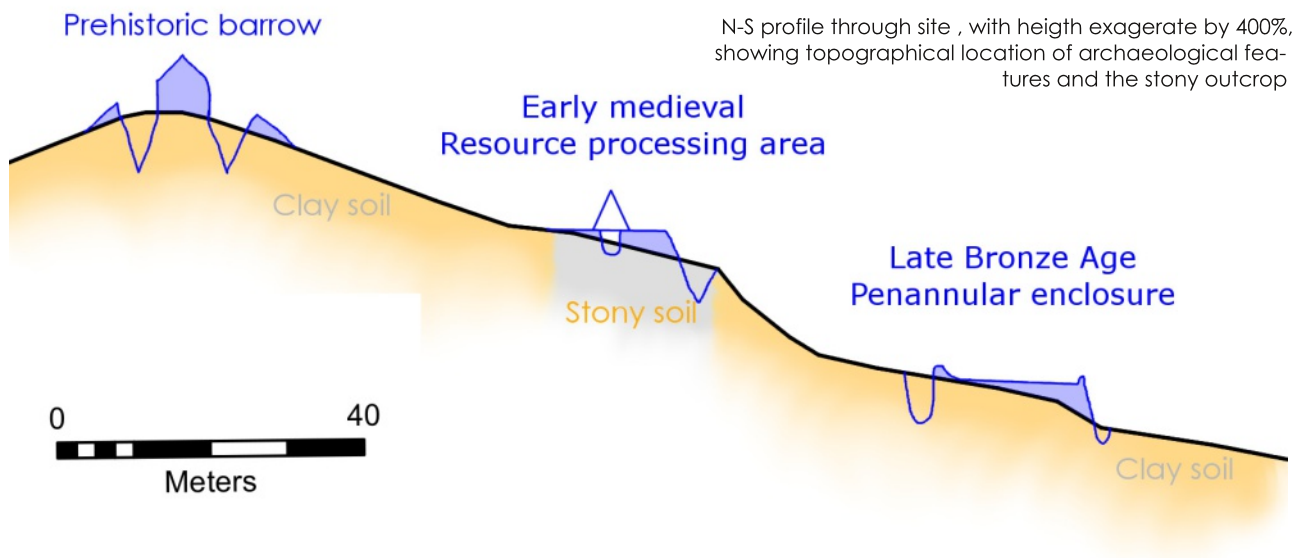 Prehistoric barrow
N-S profile through site , with heigth exagerate by 400%,
showing topographical location of archaeological fea-
tures and the stony outcrop
Early medieval
Resource processing area
Clay soil
Late Bronze Age
Penannular enclosure
Stony soil
0 40
Meters
Clay soil